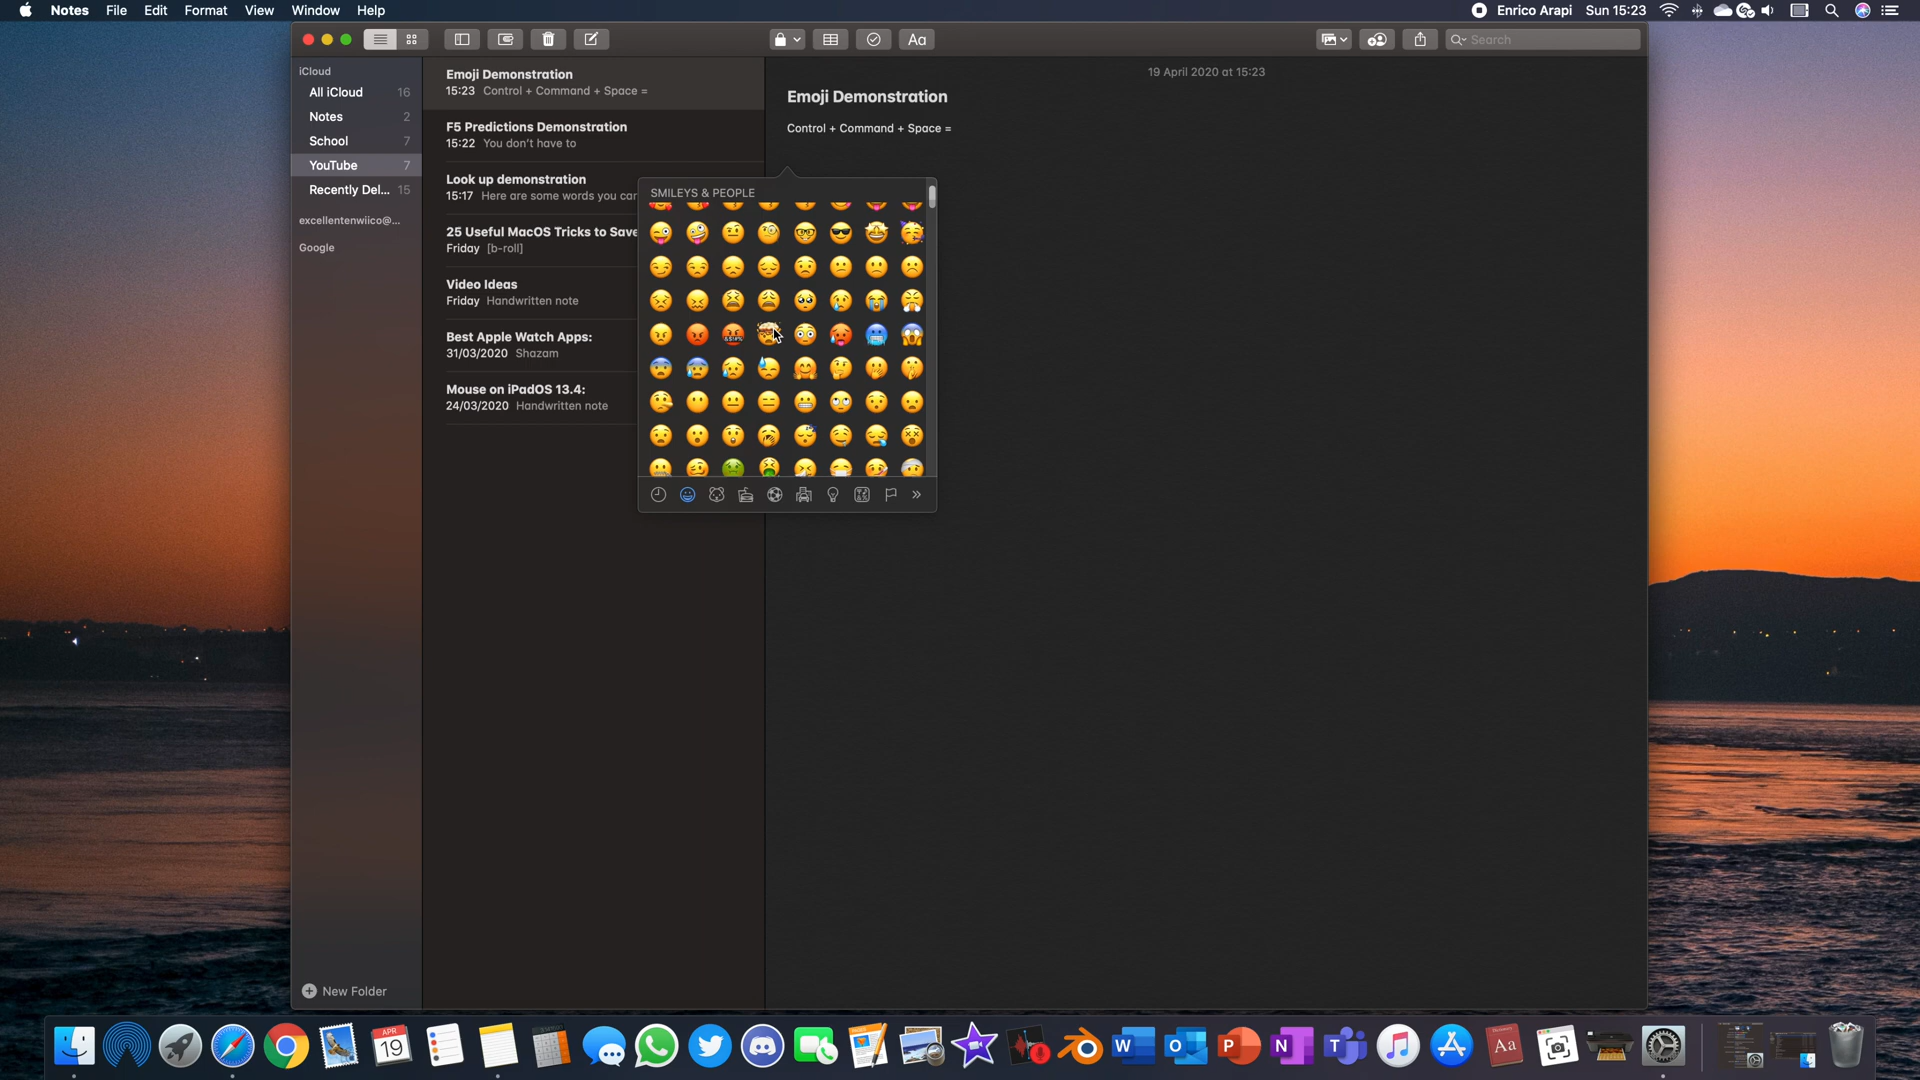 Notes File Edit Format View Window Help
Enrico Arapi Sun 15:23
Aa
Search
iCloud
All iCloud 16
Notes 2
School 7
YouTube 7
Recently Del... 15
excellentenwiico@...
Google
New Folder
Emoji Demonstration
15:23 Control + Command + Space =
F5 Predictions Demonstration
15:22 You don't have to
Look up demonstration
15:17 Here are some words you can
25 Useful MacOS Tricks to Save
Friday [b-roll]
Video Ideas
Friday Handwritten note
Best Apple Watch Apps:
31/03/2020 Shazam
Mouse on iPadOS 13.4:
24/03/2020 Handwritten note
19 April 2020 at 15:23
Emoji Demonstration
Control + Command + Space =
SMILEYS & PEOPLE
APR
19
W
O
P
N
T
Aa